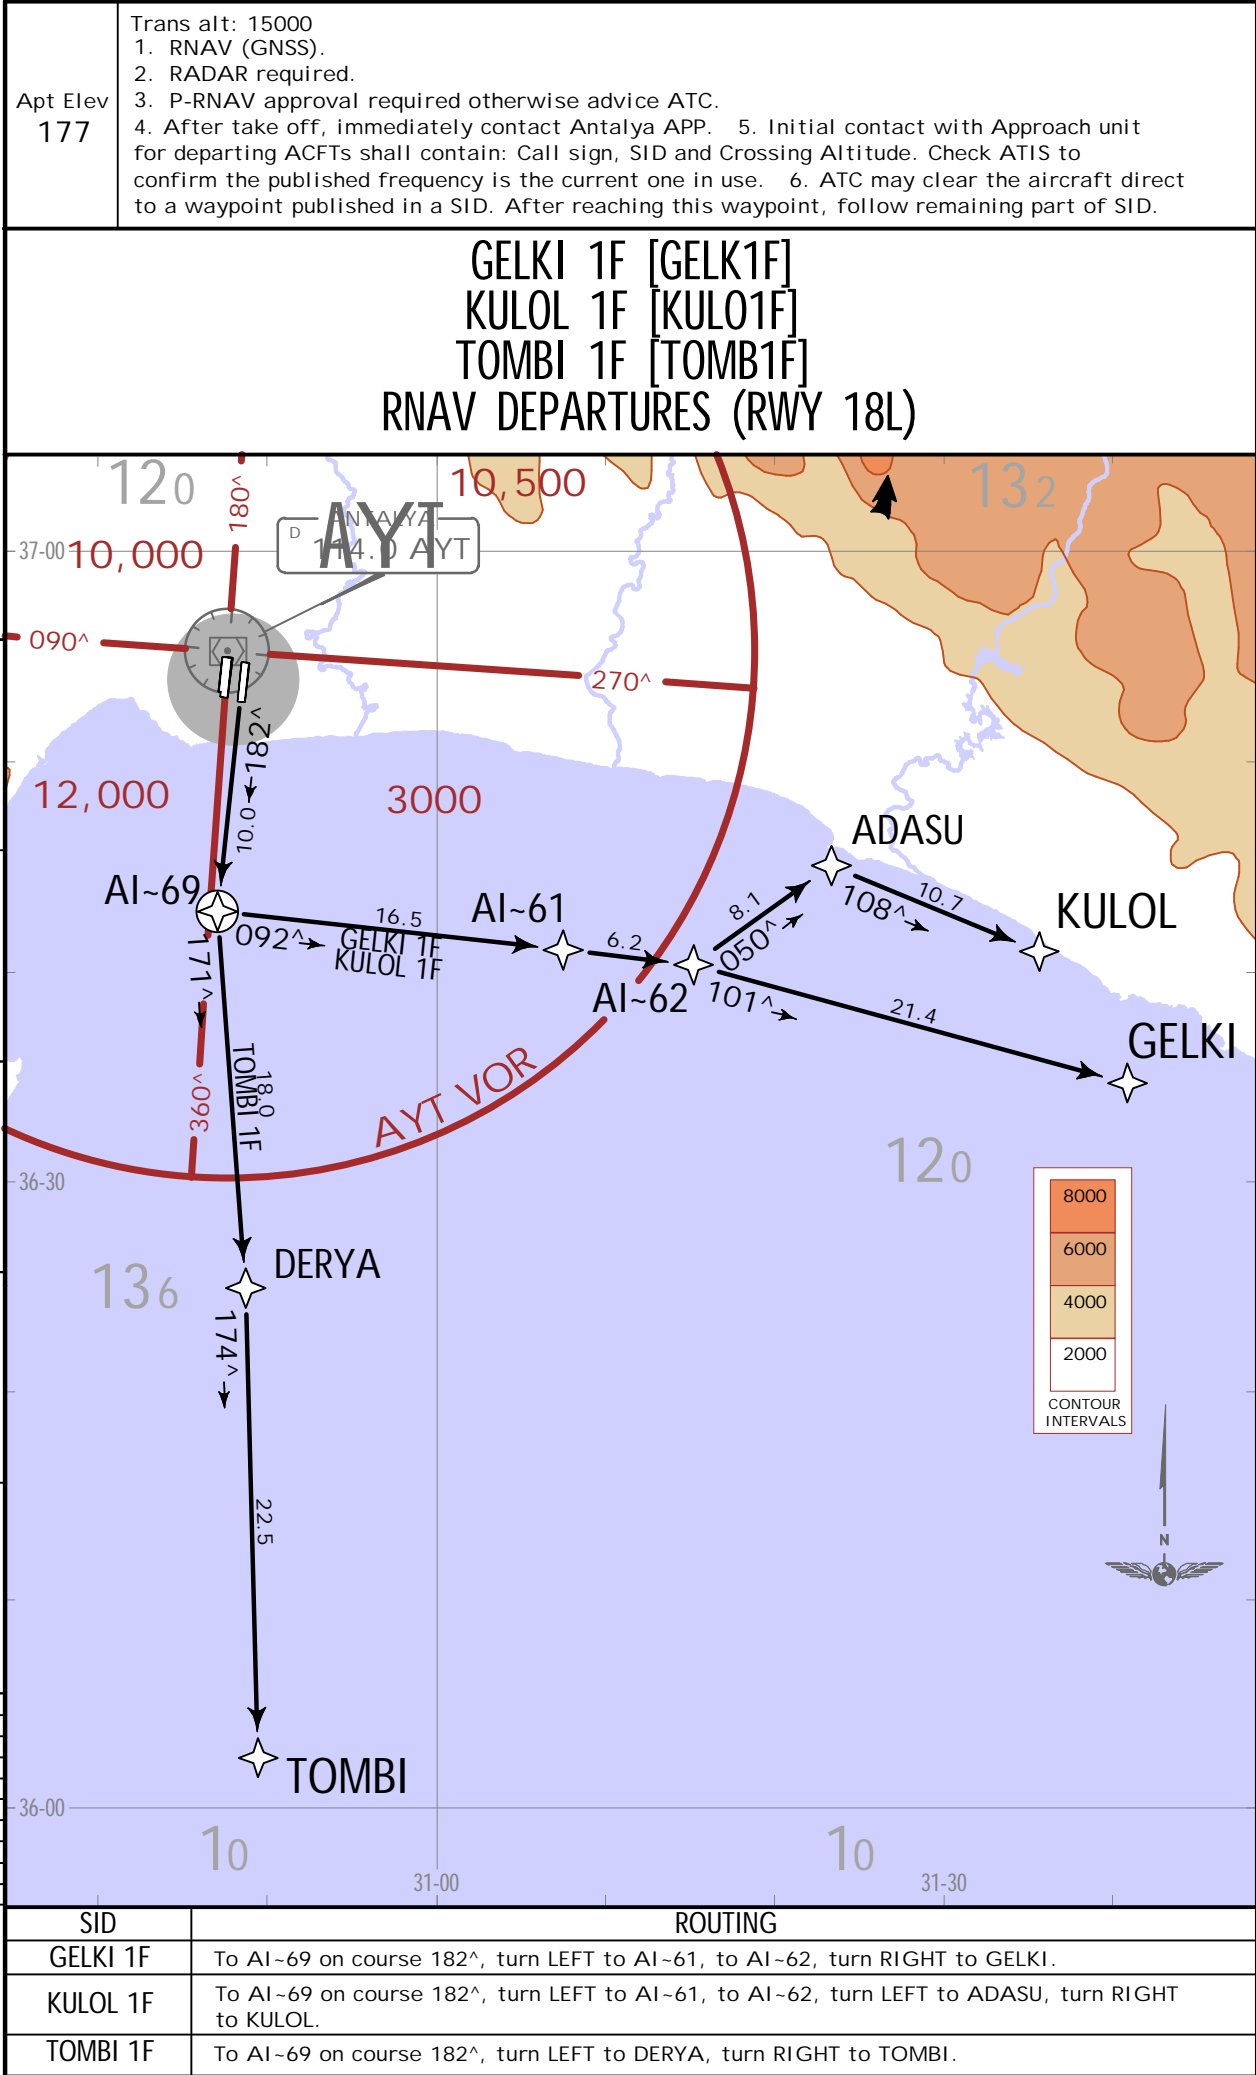 Trans alt: 15000
1. RNAV (GNSS).
2. RADAR required.
Apt Elev
177
3. P-RNAV approval required otherwise advice ATC.
4. After take off, immediately contact Antalya APP. 5. Initial contact with Approach unit
for departing ACFTs shall contain: Call sign, SID and Crossing Altitude. Check ATIS to
confirm the published frequency is the current one in use. 6. ATC may clear the aircraft direct
to a waypoint published in a SID. After reaching this waypoint, follow remaining part of SID.
GELKI 1F [GELK1F]
KULOL 1F [KULO1F]
TOMBI 1F [TOMB1F]
RNAV DEPARTURES (RWY 18L)
120
180^
10,500
132
ANTALYA
D 114.0 AYT
AYT
37-00
10,000
090^
270^
182^
10.0
12,000
3000
ADASU
AI~69
AI~61
16.5
092^
GELKI 1F
KULOL 1F
6.2
8.1
050^
108^
10.7
KULOL
AI~62
101^
21.4
GELKI
171^
TOMBI 1F
18.0
360^
AYT VOR
36-30
120
8000
6000
4000
2000
CONTOUR
INTERVALS
136
DERYA
174^
22.5
N
TOMBI
36-00
10
10
31-00
31-30
SID
ROUTING
GELKI 1F
To AI~69 on course 182^, turn LEFT to AI~61, to AI~62, turn RIGHT to GELKI.
KULOL 1F
To AI~69 on course 182^, turn LEFT to AI~61, to AI~62, turn LEFT to ADASU, turn RIGHT
to KULOL.
TOMBI 1F
To AI~69 on course 182^, turn LEFT to DERYA, turn RIGHT to TOMBI.